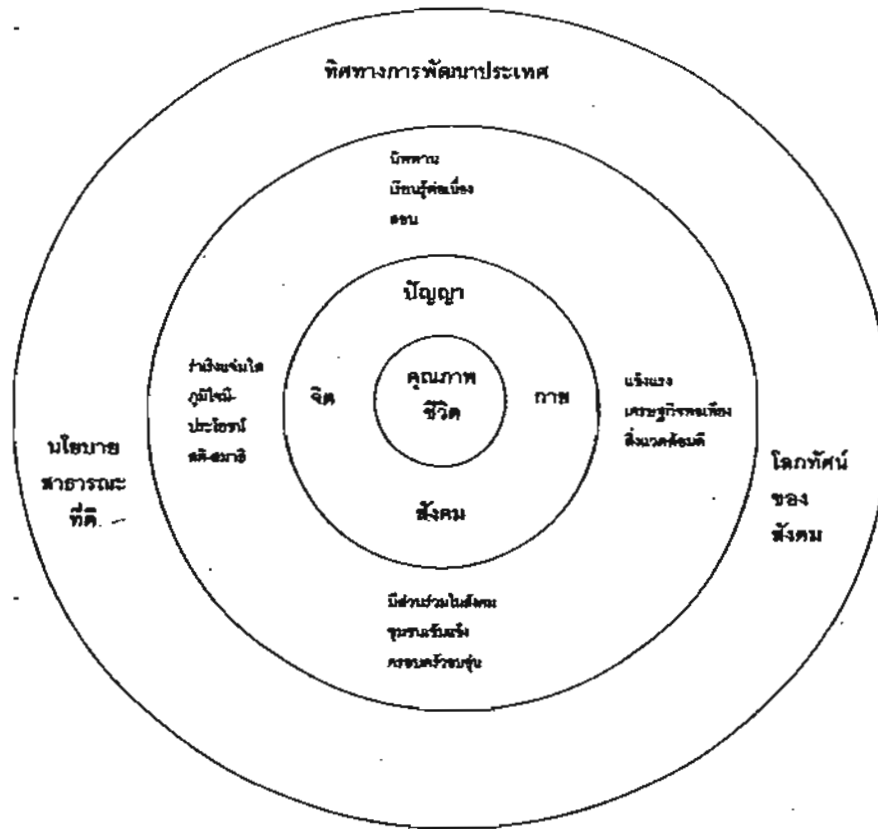 ทิศทางการพัฒนาประเทศ
นิพพาน
เรียนรู้ต่อเนื่อง
สอน
ปัญญา
ร่าเริงแจ่มใส
ภูมิใจมี-
ประโยชน์
สติ-สมาธิ
จิต
คุณภาพ
ชีวิต
กาย
แข็งแรง
เศรษฐกิจพอเพียง
สิ่งแวดล้อมดี
นโยบาย
สาธารณะ
ที่ดี
โลกทัศน์
ของ
สังคม
สังคม
มีส่วนร่วมในสังคม
ชุมชนเข้มแข็ง
ครอบครัวอบอุ่น